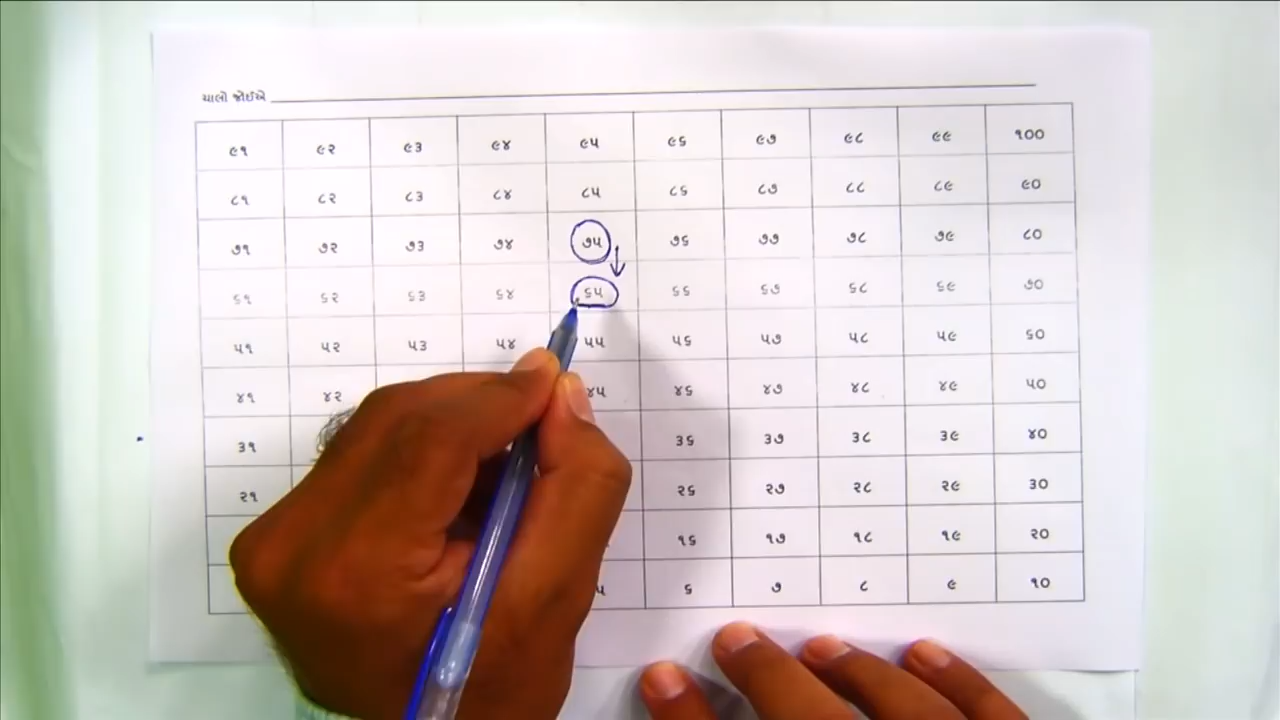 ચાલો જોઈએ
૯૧ ૯૨ ૯૩ ૯૪ ૯૫ ૯૬ ૯૭ ૯૮ ૯૯ ૧૦૦
૮૧ ૮૨ ૮૩ ૮૪ ૮૫ ૮૬ ૮૭ ૮૮ ૮૯ ૯૦
૭૧ ૭૨ ૭૩ ૭૪ ૭૫ ૭૬ ૭૭ ૭૮ ૭૯ ૮૦
૬૧ ૬૨ ૬૩ ૬૪ ૬૫ ૬૬ ૬૭ ૬૮ ૬૯ ૭૦
૫૧ ૫૨ ૫૩ ૫૪ ૫૫ ૫૬ ૫૭ ૫૮ ૫૯ ૬૦
૪૧ ૪૨ ૪૫ ૪૬ ૪૭ ૪૮ ૪૯ ૫૦
૩૧ ૩૬ ૩૭ ૩૮ ૩૯ ૪૦
૨૧ ૨૬ ૨૭ ૨૮ ૨૯ ૩૦
૧૬ ૧૭ ૧૮ ૧૯ ૨૦
૫ ૬ ૭ ૮ ૯ ૧૦